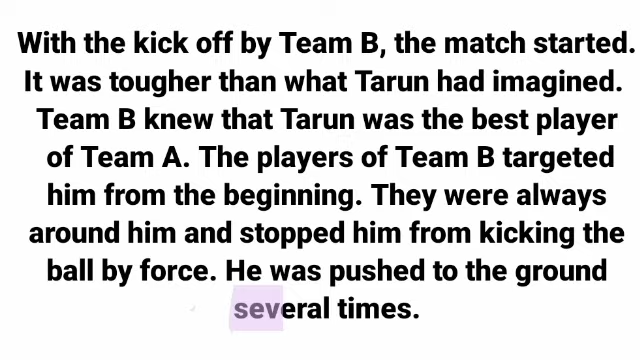 With the kick off by Team B, the match started.
It was tougher than what Tarun had imagined.
Team B knew that Tarun was the best player
of Team A. The players of Team B targeted
him from the beginning. They were always
around him and stopped him from kicking the
ball by force. He was pushed to the ground
several times.